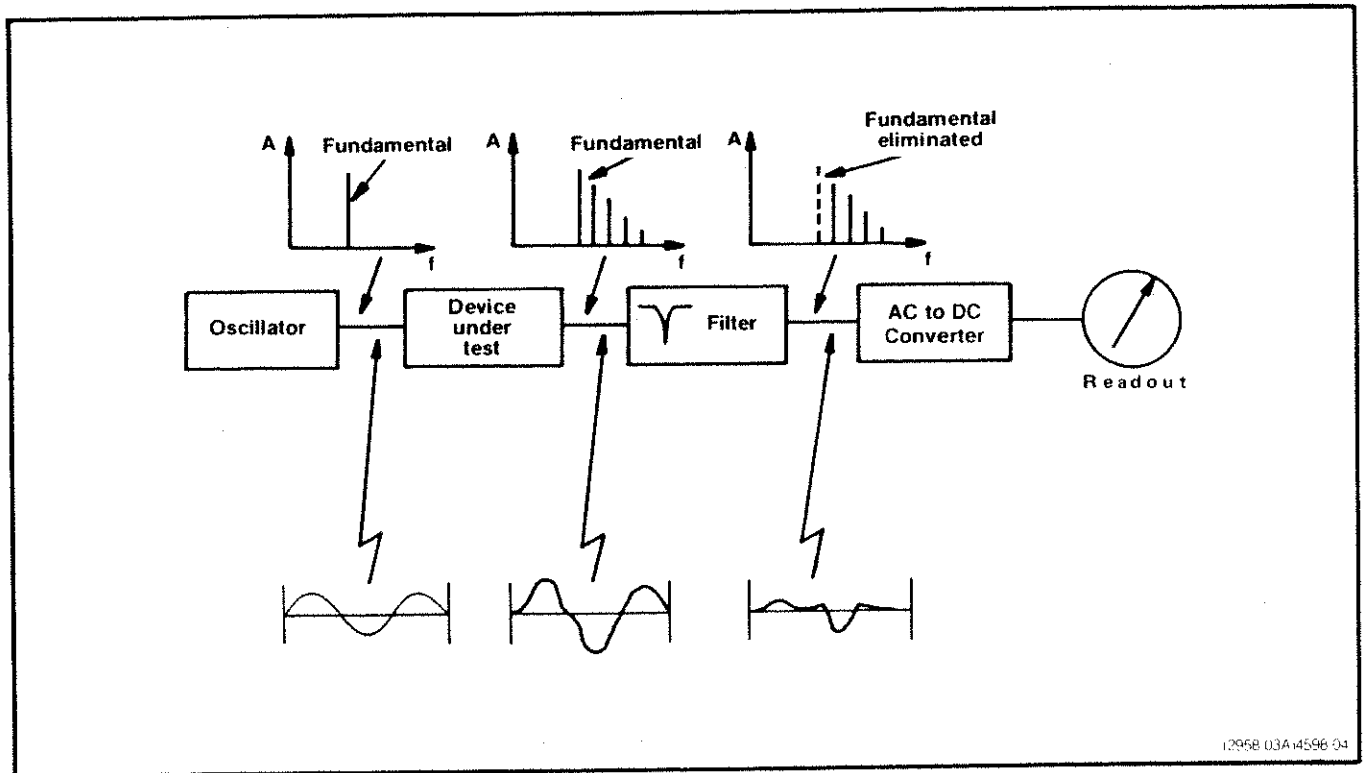 Fundamental
eliminated
A
Fundamental
A
Fundamental
A
f
f
f
Oscillator
Device
under
test
Filter
AC to DC
Converter
Readout